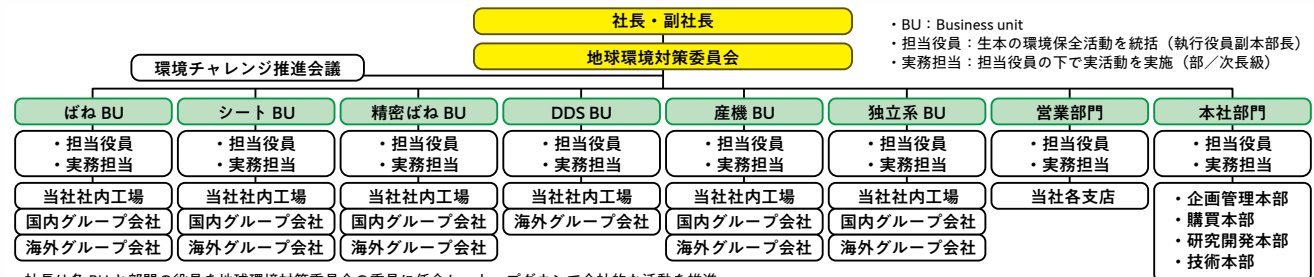 社長・副社長
地球環境対策委員会
環境チャレンジ推進会議
・BU：Business unit
・担当役員：生本の環境保全活動を統括（執行役員副本部長）
・実務担当：担当役員の下で実活動を実施（部／次長級）
ばね BU
・担当役員
・実務担当
当社社内工場
国内グループ会社
海外グループ会社
シート BU
・担当役員
・実務担当
当社社内工場
国内グループ会社
海外グループ会社
精密ばね BU
・担当役員
・実務担当
当社社内工場
国内グループ会社
海外グループ会社
DDS BU
・担当役員
・実務担当
当社社内工場
海外グループ会社
産機 BU
・担当役員
・実務担当
当社社内工場
国内グループ会社
海外グループ会社
独立系 BU
・担当役員
・実務担当
当社社内工場
国内グループ会社
海外グループ会社
営業部門
・担当役員
・実務担当
当社各支店
本社部門
・担当役員
・実務担当
・企画管理本部
・購買本部
・研究開発本部
・技術本部